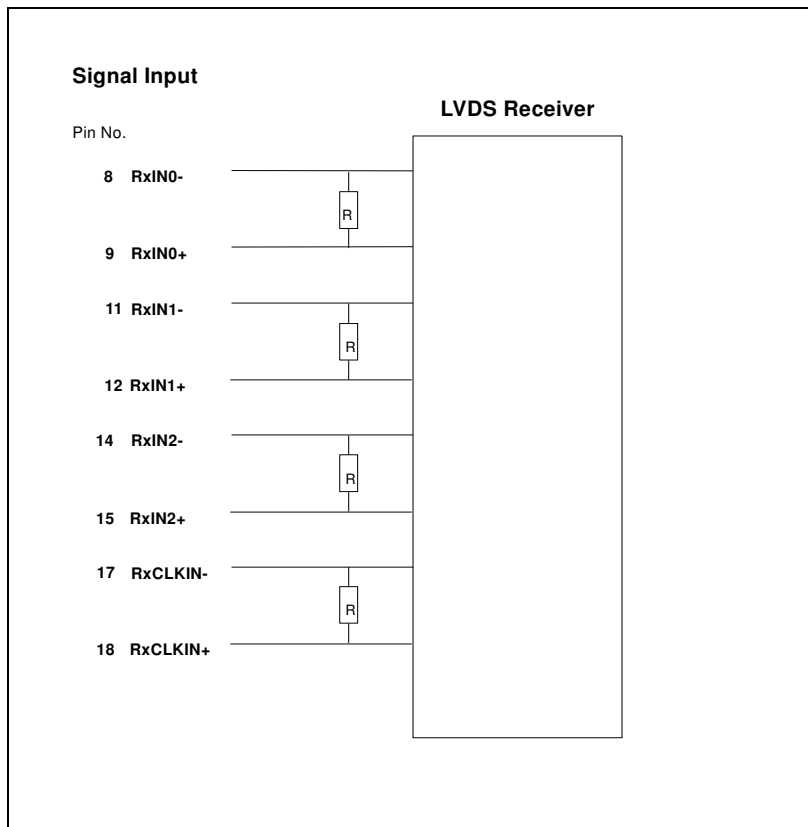 Signal Input
LVDS Receiver
Pin No.
8 RxIN0-
R
9 RxIN0+
11 RxIN1-
R
12 RxIN1+
14 RxIN2-
R
15 RxIN2+
17 RxCLKIN-
R
18 RxCLKIN+